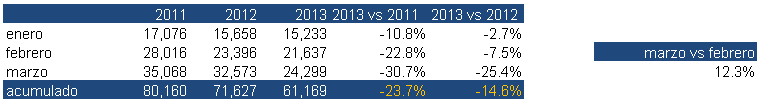 2011 2012 2013 2013 vs 2011 2013 vs 2012
enero 17,076 15,658 15,233 -10.8% -2.7%
febrero 28,016 23,396 21,637 -22.8% -7.5%
marzo 35,068 32,573 24,299 -30.7% -25.4%
acumulado 80,160 71,627 61,169 -23.7% -14.6%
marzo vs febrero
12.3%